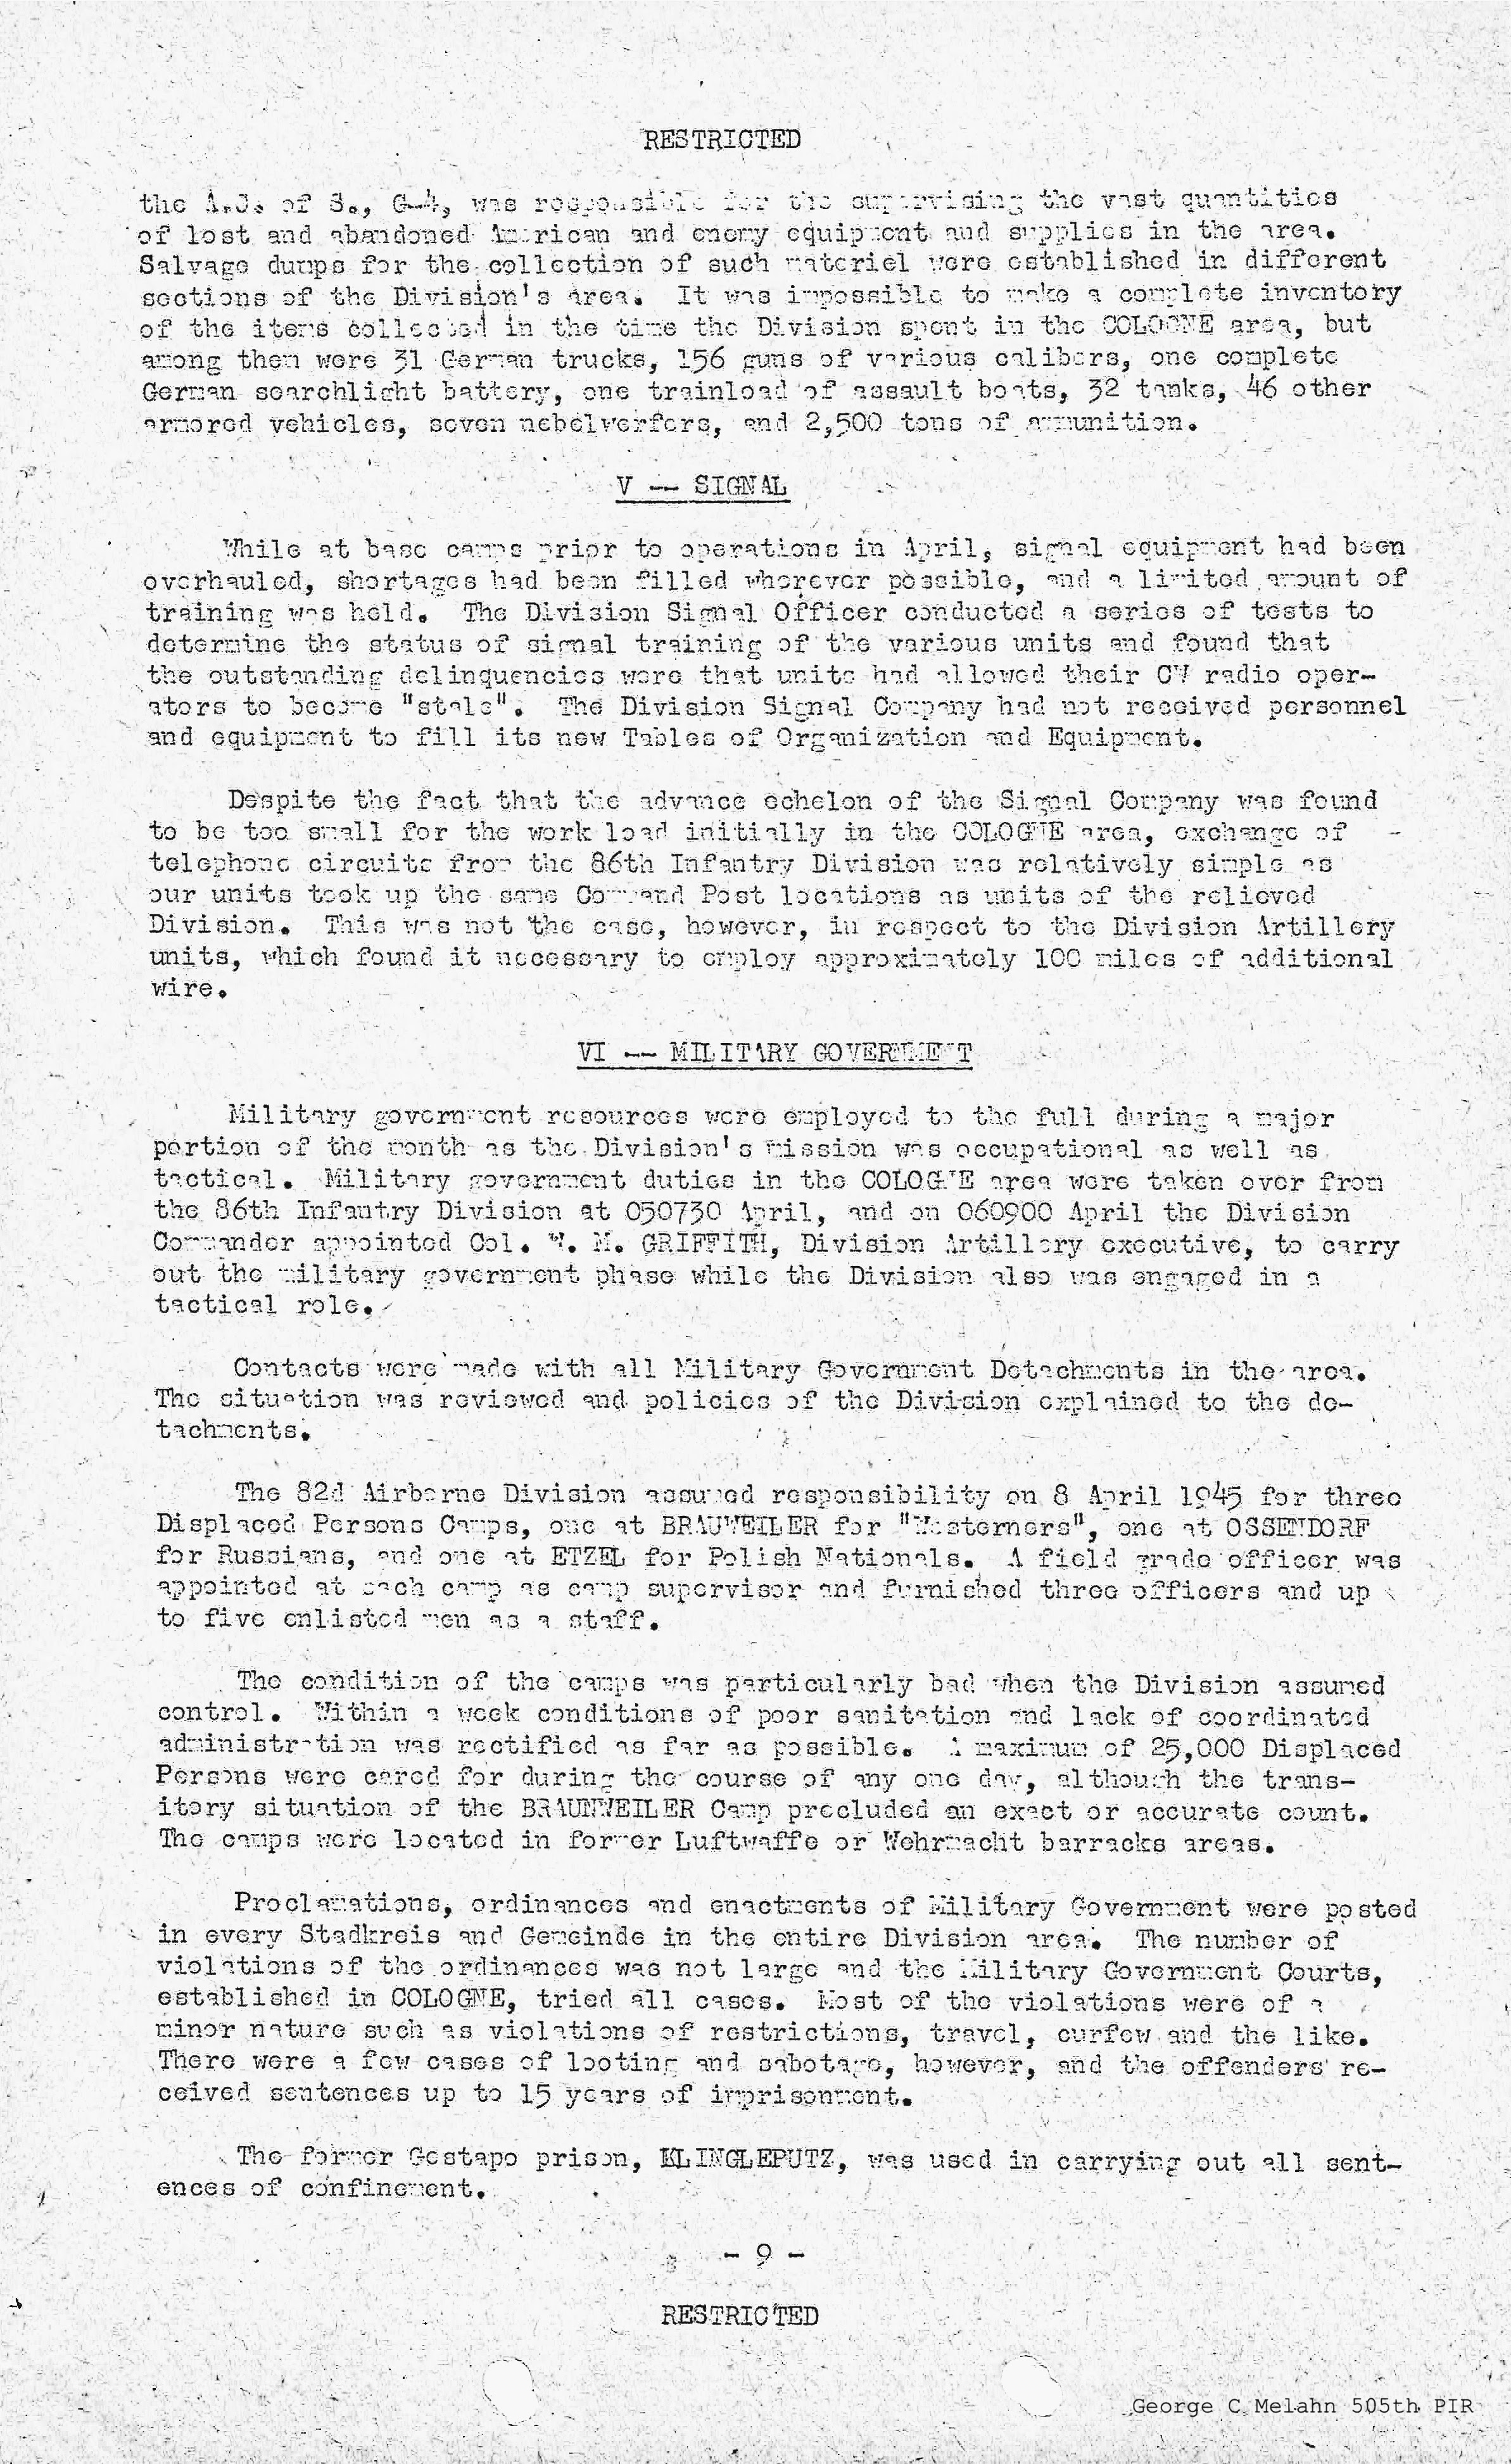 RESTRICTED
the A.C. of S., G-4, was responsible for the supervising the vast quantities
of lost and abandoned American and enemy equipment and supplies in the area.
Salvage dumps for the collection of such materiel were established in different
sections of the Division's area. It was impossible to make a complete inventory
of the items collected in the time the Division spent in the COLOGNE area, but
among them were 31 German trucks, 156 guns of various calibers, one complete
German searchlight battery, one trainload of assault boats, 32 tanks, 46 other
armored vehicles, seven nebelwerfers, and 2,500 tons of ammunition.
V -- SIGNAL
While at base camps prior to operations in April, signal equipment had been
overhauled, shortages had been filled wherever possible, and a limited amount of
training was held. The Division Signal Officer conducted a series of tests to
determine the status of signal training of the various units and found that
the outstanding delinquencies were that units had allowed their CW radio oper-
ators to become "stale". The Division Signal Company had not received personnel
and equipment to fill its new Tables of Organization and Equipment.
Despite the fact that the advance echelon of the Signal Company was found
to be too small for the work load initially in the COLOGNE area, exchange of
telephone circuits from the 86th Infantry Division was relatively simple as
our units took up the same Command Post locations as units of the relieved
Division. This was not the case, however, in respect to the Division Artillery
units, which found it necessary to employ approximately 100 miles of additional
wire.
VI -- MILITARY GOVERNMENT
Military government resources were employed to the full during a major
portion of the month as the Division's mission was occupational as well as
tactical. Military government duties in the COLOGNE area were taken over from
the 86th Infantry Division at 050730 April, and on 060900 April the Division
Commander appointed Col. W. M. GRIFFITH, Division Artillery executive, to carry
out the military government phase while the Division also was engaged in a
tactical role.
Contacts were made with all Military Government Detachments in the area.
The situation was reviewed and policies of the Division explained to the de-
tachments.
The 82d Airborne Division assumed responsibility on 8 April 1945 for three
Displaced Persons Camps, one at BRAUWEILER for "Westerners", one at OSSENDORF
for Russians, and one at ETZEL for Polish Nationals. A field grade officer was
appointed at each camp as camp supervisor and furnished three officers and up
to five enlisted men as a staff.
The condition of the camps was particularly bad when the Division assumed
control. Within a week conditions of poor sanitation and lack of coordinated
administration was rectified as far as possible. A maximum of 25,000 Displaced
Persons were cared for during the course of any one day, although the trans-
itory situation of the BRAUNWEILER Camp precluded an exact or accurate count.
The camps were located in former Luftwaffe or Wehrmacht barracks areas.
Proclamations, ordinances and enactments of Military Government were posted
in every Stadkreis and Gemeinde in the entire Division area. The number of
violations of the ordinances was not large and the Military Government Courts,
established in COLOGNE, tried all cases. Most of the violations were of a
minor nature such as violations of restrictions, travel, curfew and the like.
There were a few cases of looting and sabotage, however, and the offenders re-
ceived sentences up to 15 years of imprisonment.
The former Gestapo prison, KLINGLEPUTZ, was used in carrying out all sent-
ences of confinement.
- 9 -
RESTRICTED
George C Melahn 505th PIR